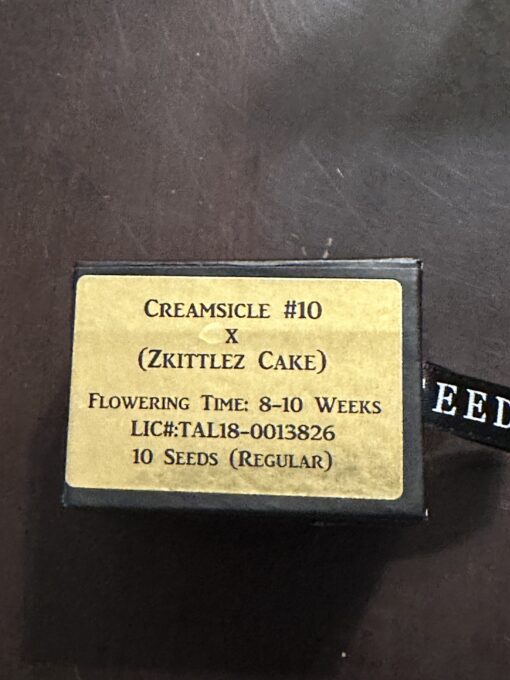 Creamsicle #10
x
(Zkittlez Cake)
Flowering Time: 8-10 Weeks
LIC#:TAL18-0013826
10 Seeds (Regular)
EED